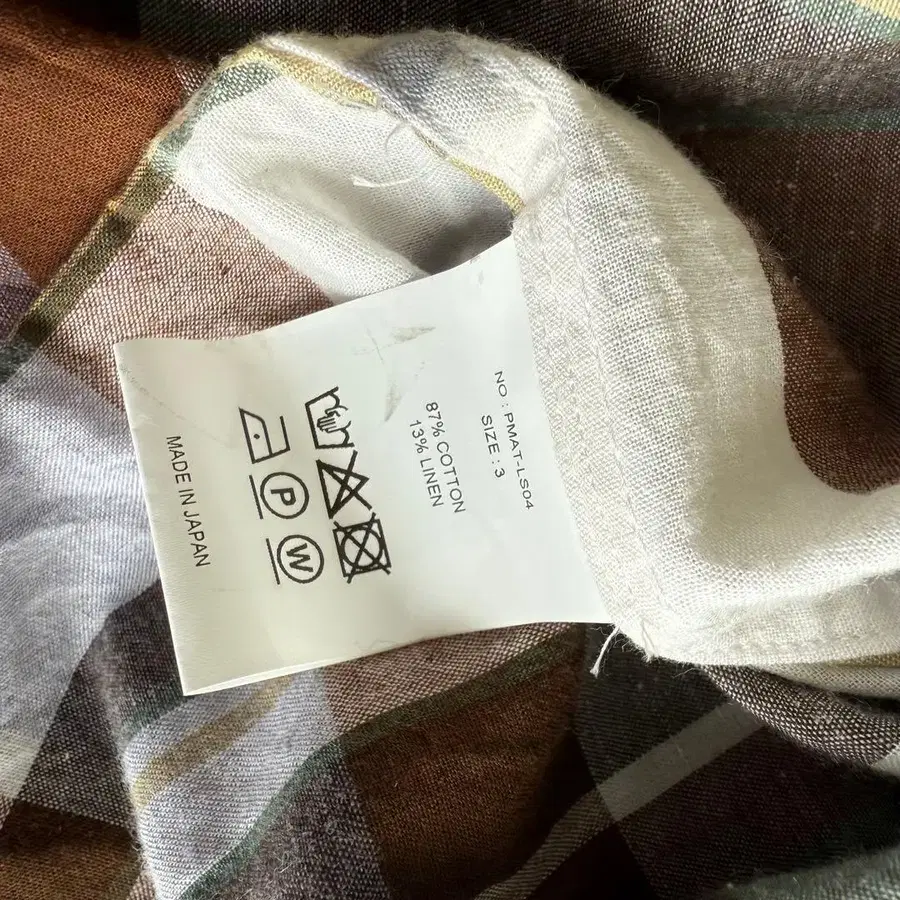 NO : PMAT-LS04
SIZE : 3
87% COTTON
13% LINEN
P
W
MADE IN JAPAN